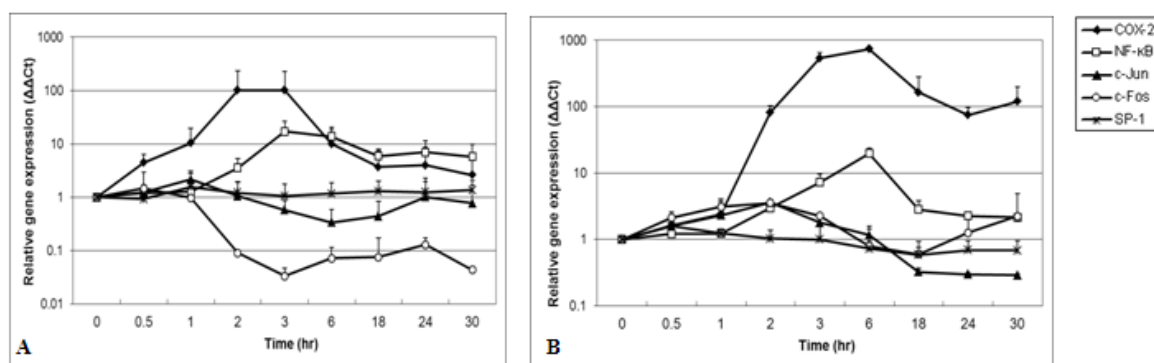 Relative gene expression (ΔΔCt)
100
100
10
1
0.1
0.01
0 0.5 1 2 3 6 18 24 30
Time (hr)
A
Relative gene expression (ΔΔCt)
1000
100
10
1
0.1
0 0.5 1 2 3 6 18 24 30
Time (hr)
B
COX-2
NF-κB
c-Jun
c-Fos
SP-1